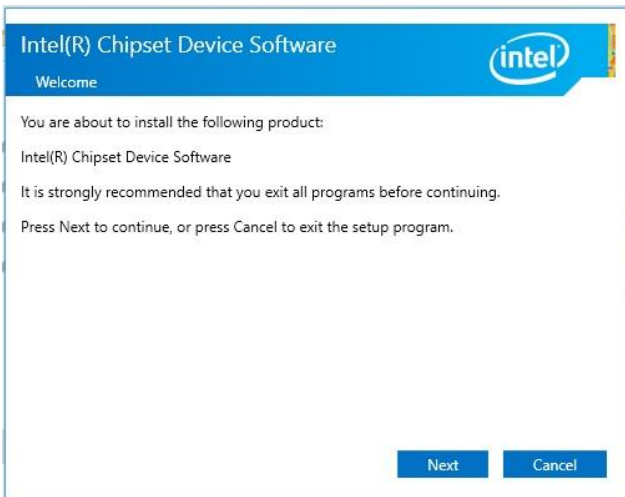 Intel(R) Chipset Device Software
intel
Welcome
You are about to install the following product:
Intel(R) Chipset Device Software
It is strongly recommended that you exit all programs before continuing.
Press Next to continue, or press Cancel to exit the setup program.
Next
Cancel